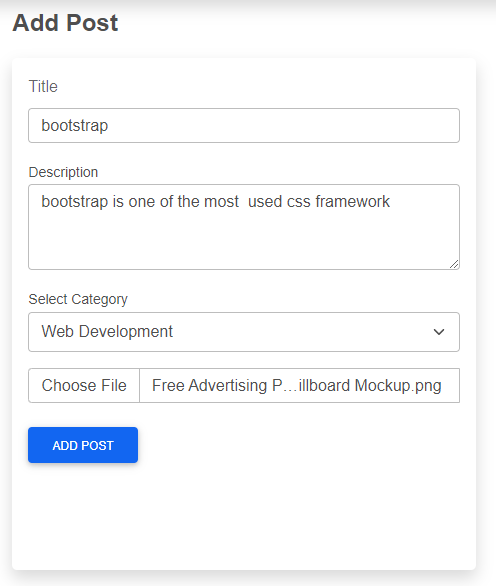 Add Post
Title
bootstrap
Description
bootstrap is one of the most  used css framework
Select Category
Web Development
Choose File Free Advertising P…illboard Mockup.png
ADD POST